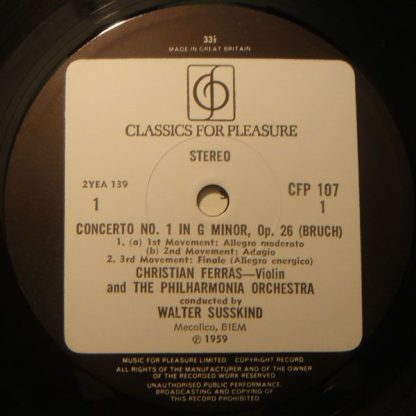 33⅓
MADE IN GREAT BRITAIN
CLASSICS FOR PLEASURE
STEREO
2YEA 139
1
CFP 107
1
CONCERTO NO. 1 IN G MINOR, Op. 26 (BRUCH)
1. (a) 1st Movement: Allegro moderato
(b) 2nd Movement: Adagio
2. 3rd Movement: Finale (Allegro energico)
CHRISTIAN FERRAS—Violin
and THE PHILHARMONIA ORCHESTRA
conducted by
WALTER SUSSKIND
Mecolico, BIEM
Ⓟ 1959
MUSIC FOR PLEASURE LIMITED. COPYRIGHT RECORD
ALL RIGHTS OF THE MANUFACTURER AND OF THE OWNER
OF THE RECORDED WORK RESERVED.
UNAUTHORISED PUBLIC PERFORMANCE,
BROADCASTING AND COPYING OF
THIS RECORD PROHIBITED